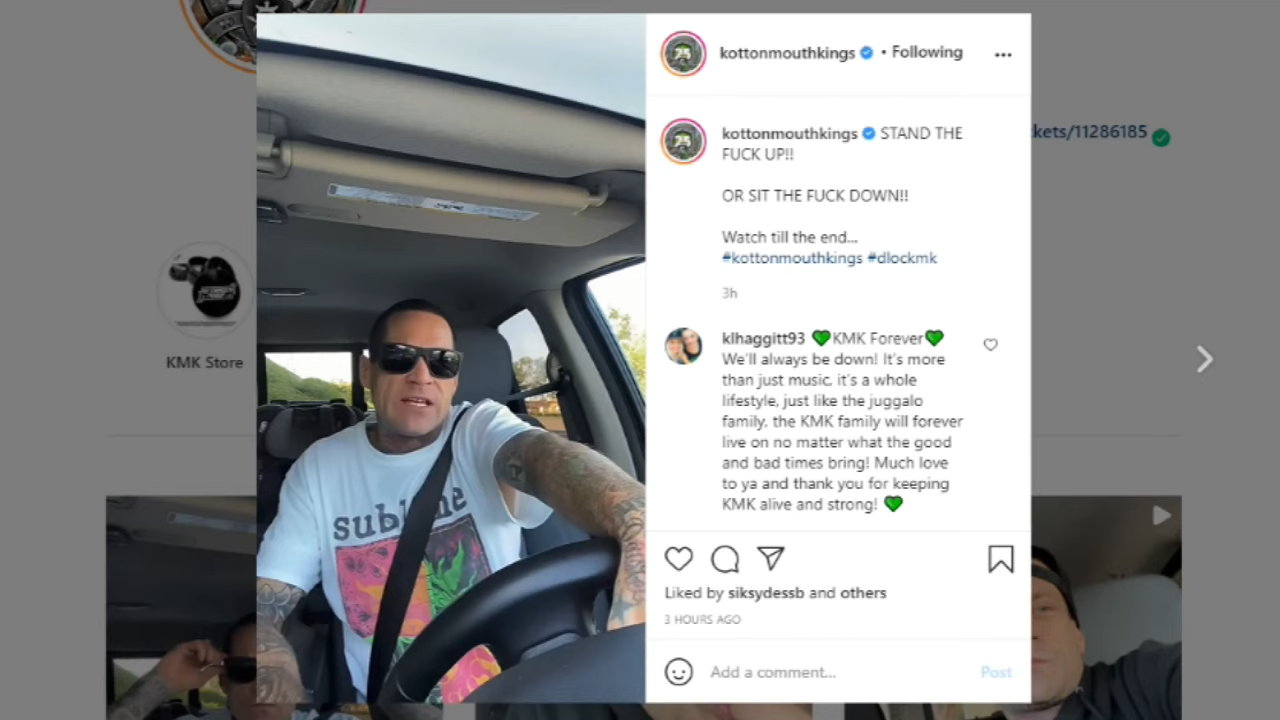 kottonmouthkings • Following
kets/11286185
kottonmouthkings STAND THE
FUCK UP!!
OR SIT THE FUCK DOWN!!
Watch till the end...
#kottonmouthkings #dlockmk
3h
klhaggitt93 💚KMK Forever💚
We'll always be down! It's more
than just music, it's a whole
lifestyle, just like the juggalo
family, the KMK family will forever
live on no matter what the good
and bad times bring! Much love
to ya and thank you for keeping
KMK alive and strong! 💚
KMK Store
sublime
Liked by siksydessb and others
3 HOURS AGO
Add a comment...
Post